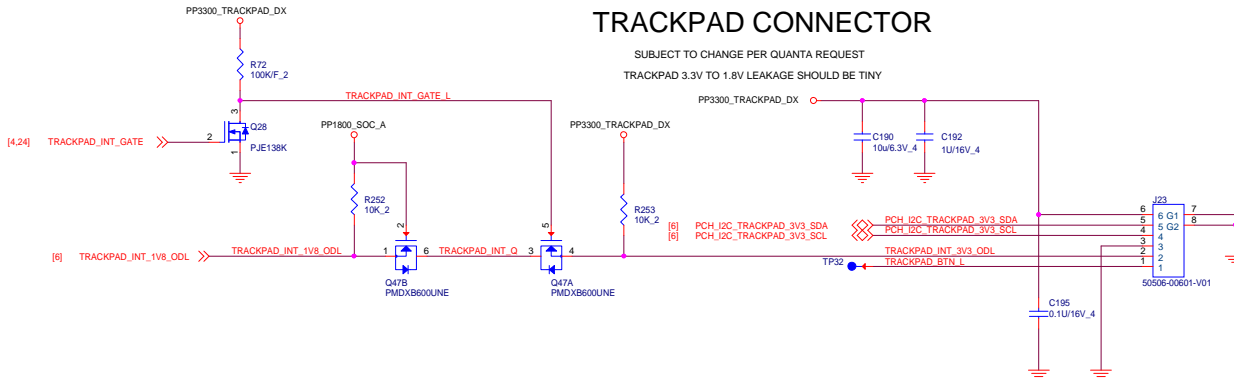 PP3300_TRACKPAD_DX
TRACKPAD CONNECTOR
SUBJECT TO CHANGE PER QUANTA REQUEST
TRACKPAD 3.3V TO 1.8V LEAKAGE SHOULD BE TINY
R72
100K/F_2
TRACKPAD_INT_GATE_L
PP3300_TRACKPAD_DX
3
Q28
2
PJE138K
1
[4,24] TRACKPAD_INT_GATE
PP1800_SOC_A
PP3300_TRACKPAD_DX
C190
10u/6.3V_4
C192
1U/16V_4
R252
10K_2
2
5
R253
10K_2
J23
[6] PCH_I2C_TRACKPAD_3V3_SDA
[6] PCH_I2C_TRACKPAD_3V3_SCL
PCH_I2C_TRACKPAD_3V3_SDA
PCH_I2C_TRACKPAD_3V3_SCL
6 6 G1 7
5 5 G2 8
4 4
3 3
2 2
1 1
[6] TRACKPAD_INT_1V8_ODL
TRACKPAD_INT_1V8_ODL
1
6
TRACKPAD_INT_Q
3
4
TRACKPAD_INT_3V3_ODL
TP32
TRACKPAD_BTN_L
Q47B
PMDXB600UNE
Q47A
PMDXB600UNE
50506-00601-V01
C195
0.1U/16V_4